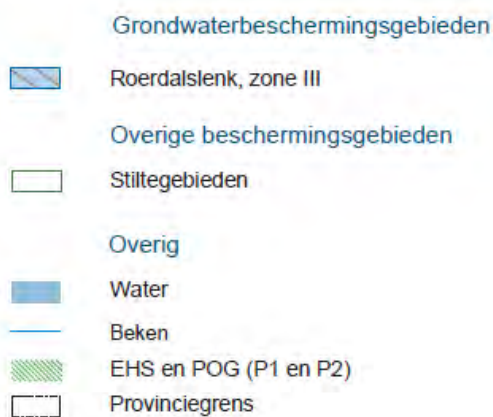 Grondwaterbeschermingsgebieden
Roerdalslenk, zone III
Overige beschermingsgebieden
Stiltegebieden
Overig
Water
Beken
EHS en POG (P1 en P2)
Provinciegrens